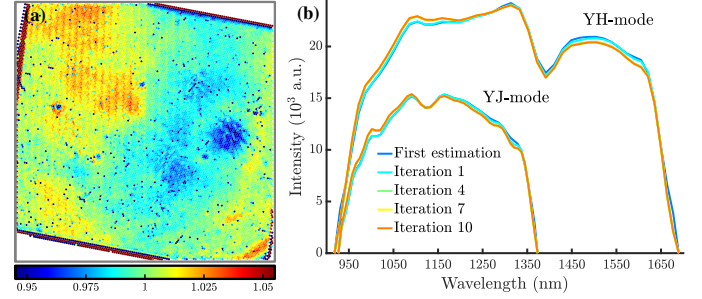 (a)
0.95 0.975 1 1.025 1.05
(b)
YH-mode
YJ-mode
Intensity (10³ a.u.)
20
15
10
5
0
First estimation
Iteration 1
Iteration 4
Iteration 7
Iteration 10
950 1050 1150 1250 1350 1450 1550 1650
Wavelength (nm)